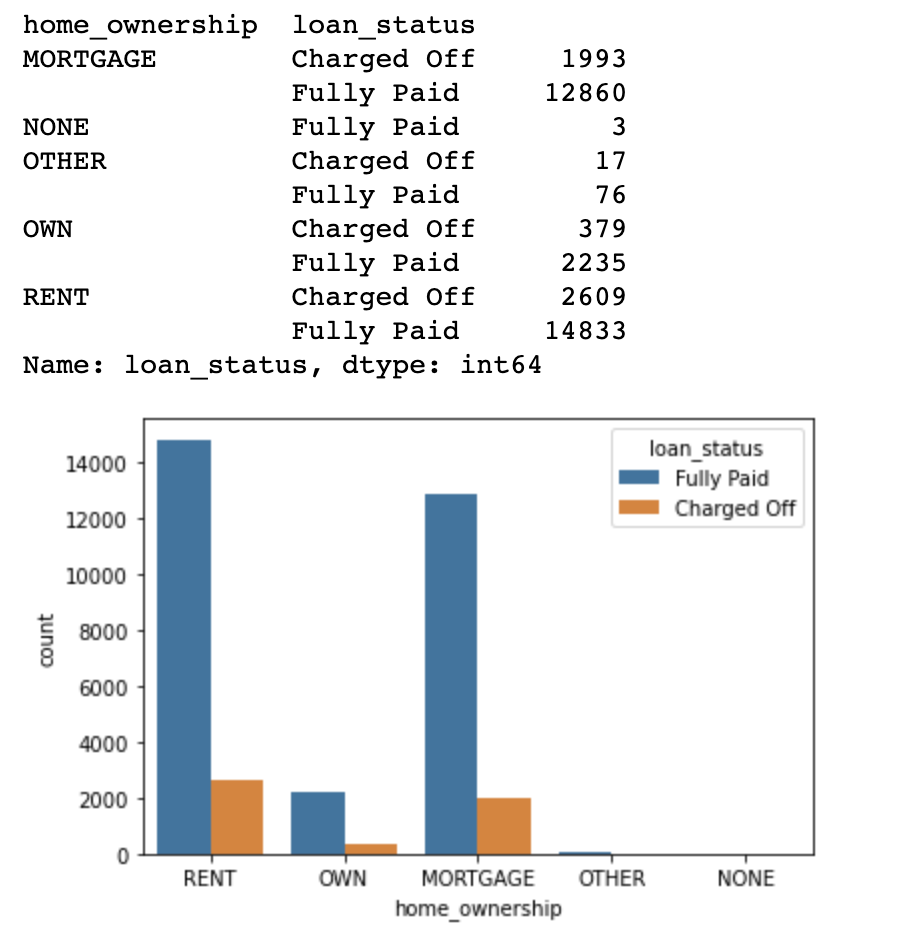 home_ownership  loan_status
MORTGAGE        Charged Off     1993
                Fully Paid     12860
NONE            Fully Paid         3
OTHER           Charged Off       17
                Fully Paid        76
OWN             Charged Off      379
                Fully Paid      2235
RENT            Charged Off     2609
                Fully Paid     14833
Name: loan_status, dtype: int64
loan_status
Fully Paid
Charged Off
14000
12000
10000
8000
6000
4000
2000
0
count
RENT OWN MORTGAGE OTHER NONE
home_ownership